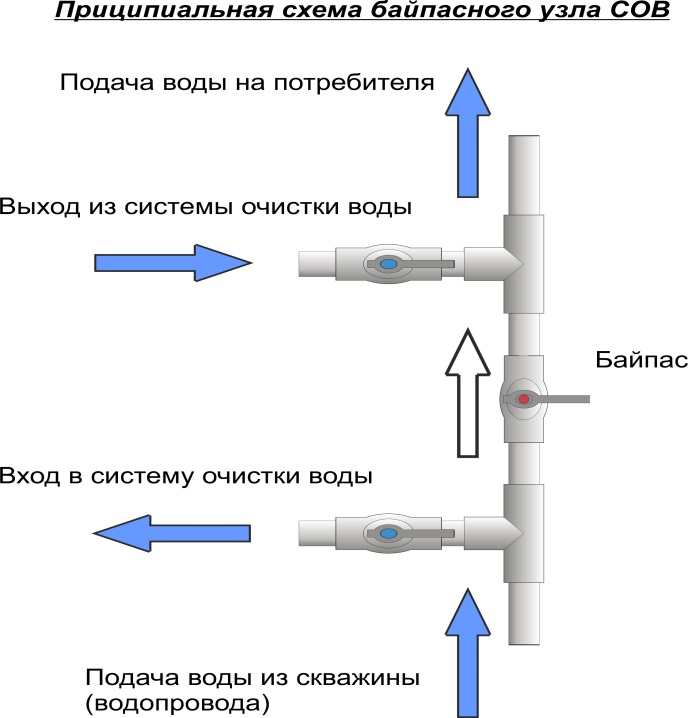 Приципиальная схема байпасного узла СОВ
Подача воды на потребителя
Выход из системы очистки воды
Байпас
Вход в систему очистки воды
Подача воды из скважины
(водопровода)